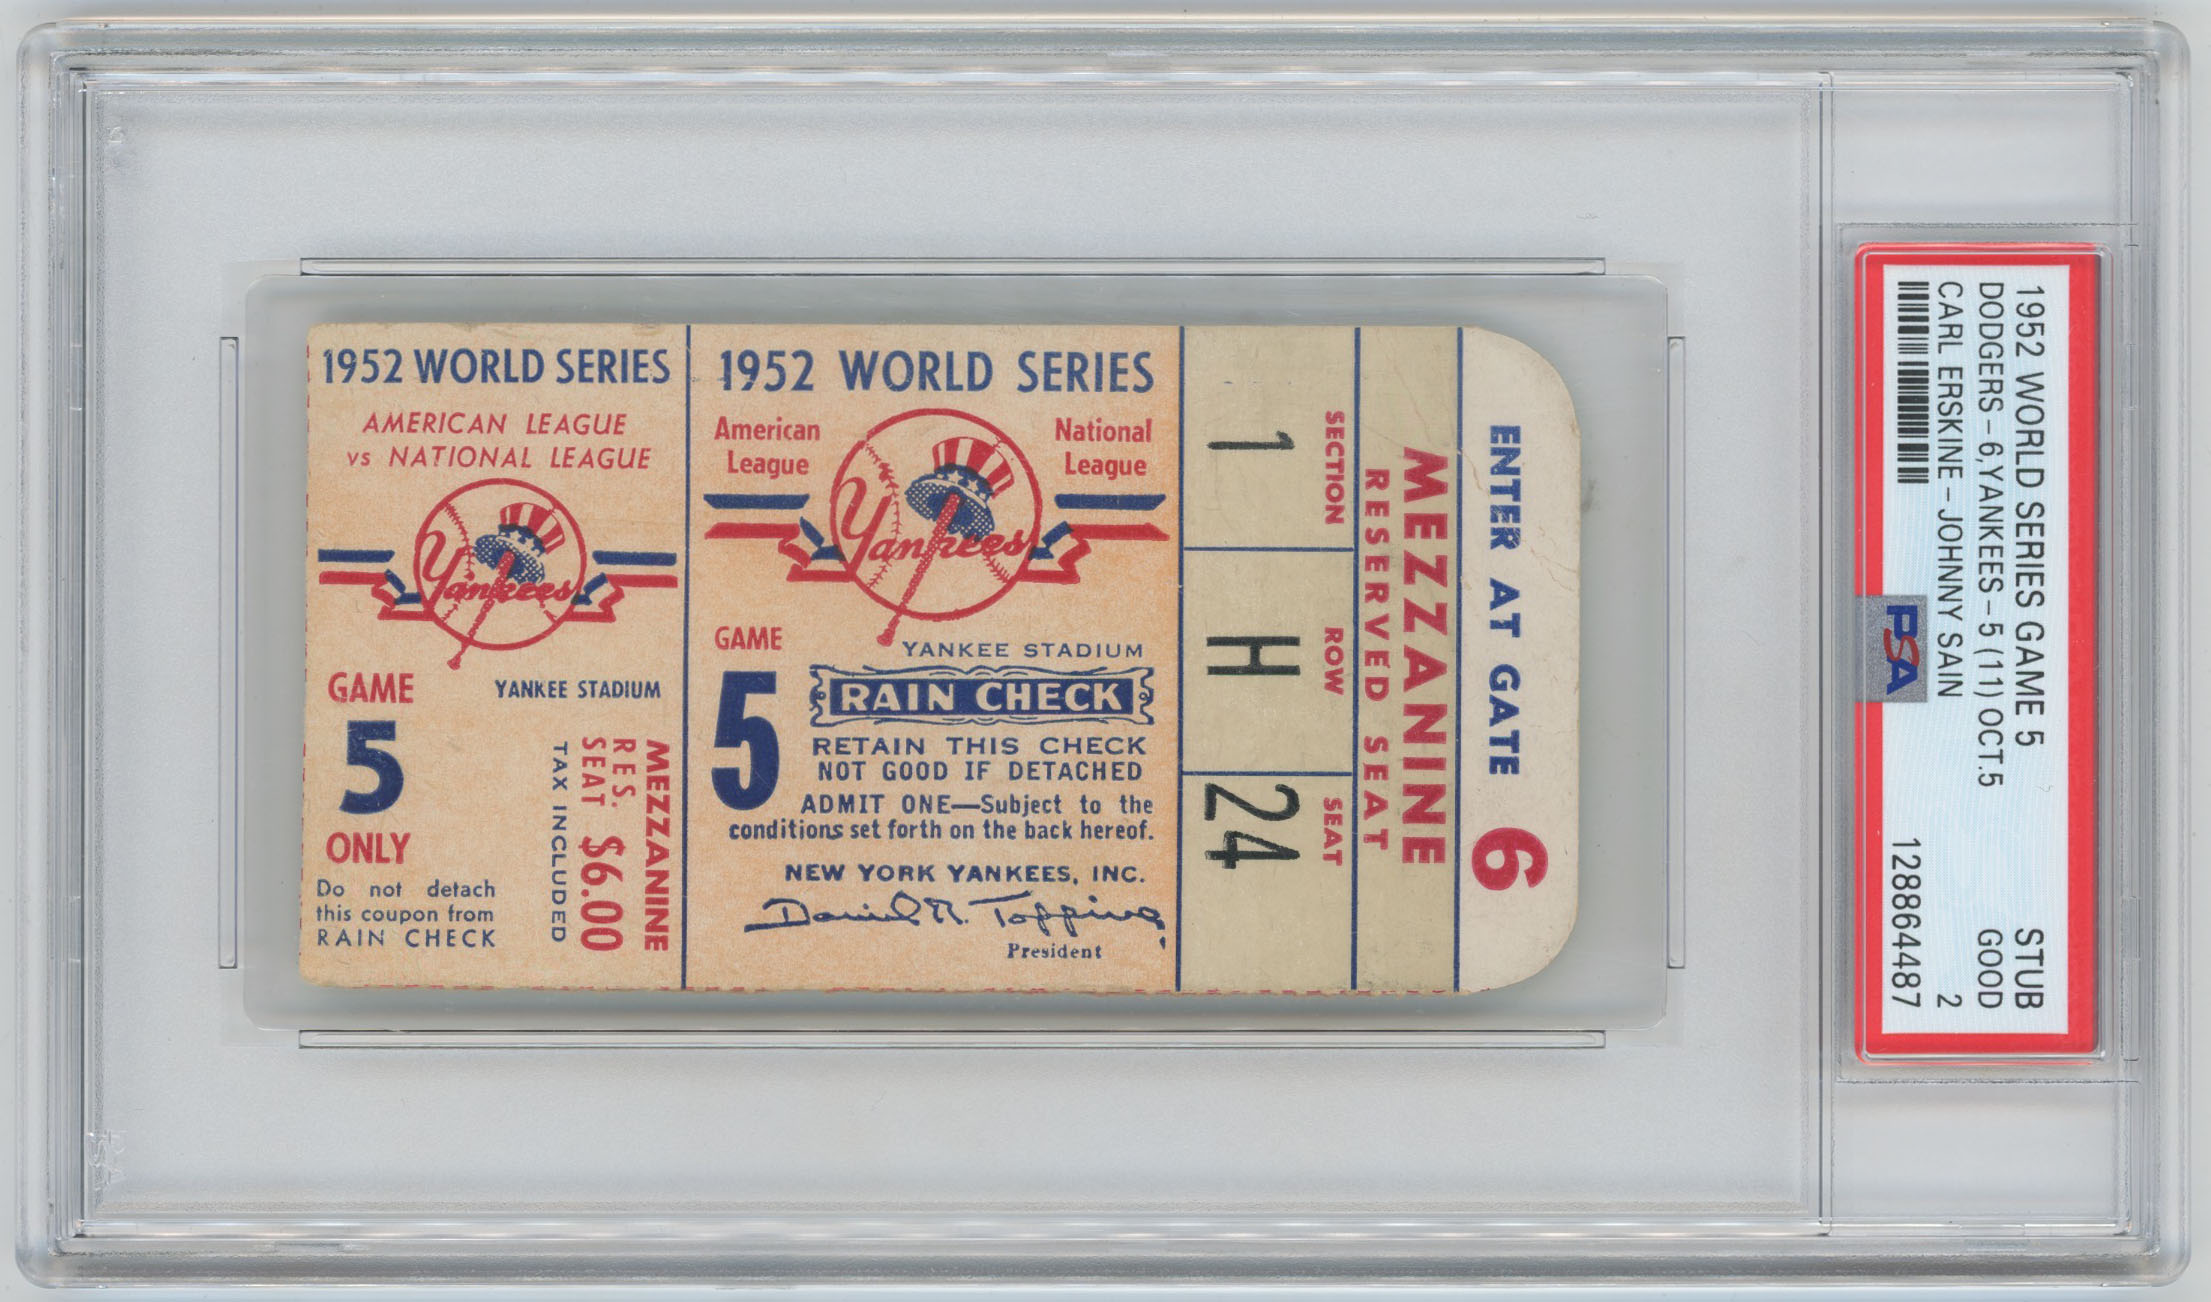 1952 WORLD SERIES
AMERICAN LEAGUE
vs NATIONAL LEAGUE
Yankees
GAME
5
ONLY
YANKEE STADIUM
Do not detach
this coupon from
RAIN CHECK
MEZZANINE
RES.
SEAT $6.00
TAX INCLUDED
1952 WORLD SERIES
American
League
National
League
Yankees
GAME
5
YANKEE STADIUM
RAIN CHECK
RETAIN THIS CHECK
NOT GOOD IF DETACHED
ADMIT ONE—Subject to the
conditions set forth on the back hereof.
NEW YORK YANKEES, INC.
Daniel R. Topping
President
SECTION
1
ROW
H
SEAT
24
MEZZANINE
RESERVED SEAT
ENTER AT GATE 6
1952 WORLD SERIES GAME 5 STUB
DODGERS - 6,YANKEES - 5 (11) OCT.5 GOOD
CARL ERSKINE - JOHNNY SAIN 2
128864487
PSA